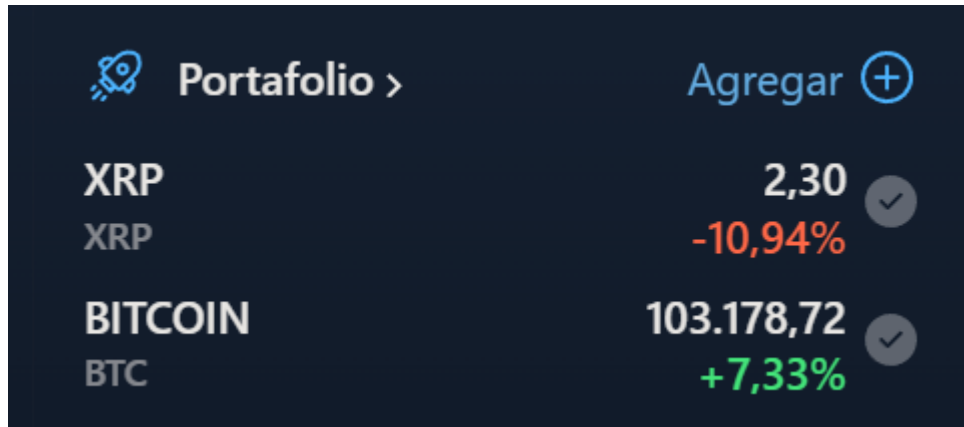 Portafolio >
Agregar
XRP
2,30
XRP
-10,94%
BITCOIN
103.178,72
BTC
+7,33%